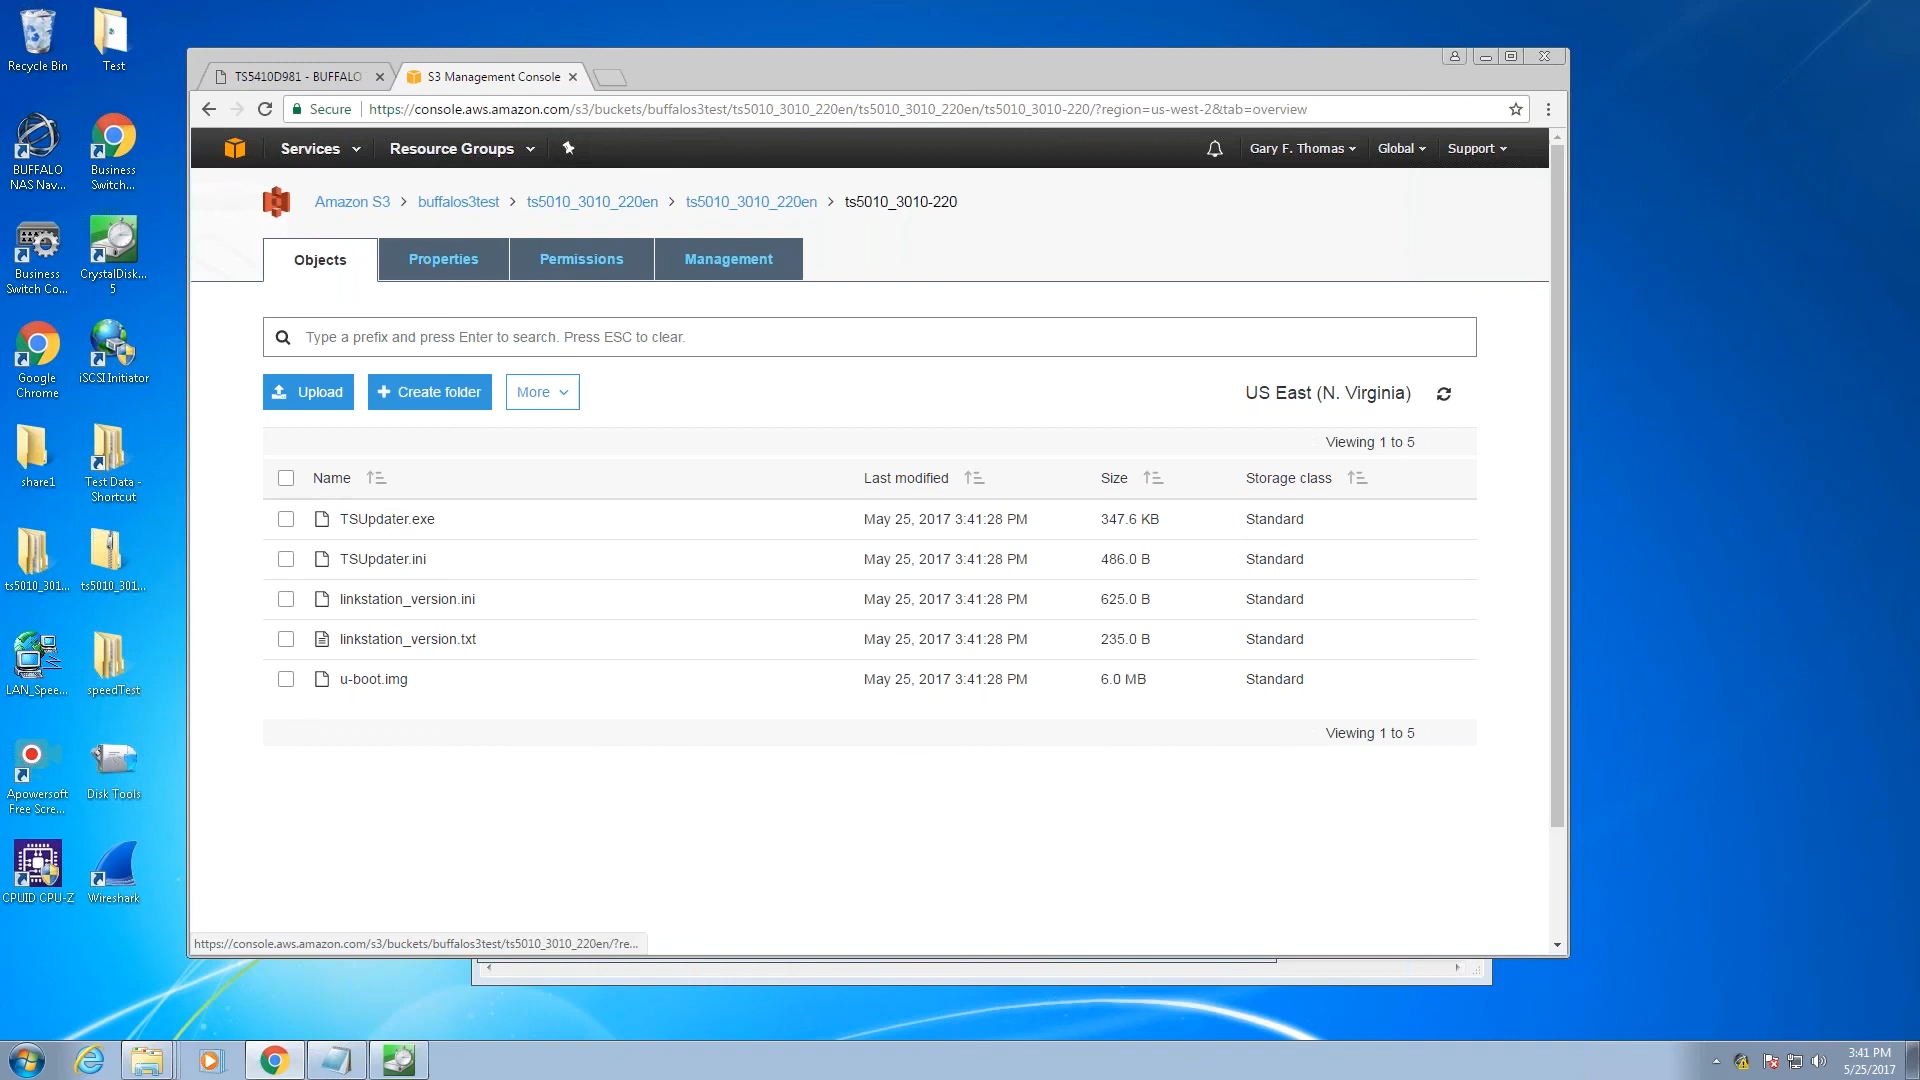 Recycle Bin
Test
BUFFALO NAS Nav...
Business Switch...
Business Switch Co...
CrystalDisk... 5
Google Chrome
iSCSI Initiator
share1
Test Data - Shortcut
ts5010_301...
ts5010_301...
LAN_Spee...
speedTest
Apowersoft Free Scre...
Disk Tools
CPUID CPU-Z
Wireshark
TS5410D981 - BUFFALO
S3 Management Console
Secure
https://console.aws.amazon.com/s3/buckets/buffalos3test/ts5010_3010_220en/ts5010_3010_220en/ts5010_3010-220/?region=us-west-2&tab=overview
Services
Resource Groups
Gary F. Thomas
Global
Support
Amazon S3 > buffalos3test > ts5010_3010_220en > ts5010_3010_220en > ts5010_3010-220
Objects
Properties
Permissions
Management
Type a prefix and press Enter to search. Press ESC to clear.
Upload
+ Create folder
More
US East (N. Virginia)
Viewing 1 to 5
Name
Last modified
Size
Storage class
TSUpdater.exe May 25, 2017 3:41:28 PM 347.6 KB Standard
TSUpdater.ini May 25, 2017 3:41:28 PM 486.0 B Standard
linkstation_version.ini May 25, 2017 3:41:28 PM 625.0 B Standard
linkstation_version.txt May 25, 2017 3:41:28 PM 235.0 B Standard
u-boot.img May 25, 2017 3:41:28 PM 6.0 MB Standard
Viewing 1 to 5
https://console.aws.amazon.com/s3/buckets/buffalos3test/ts5010_3010_220en/?re...
3:41 PM
5/25/2017